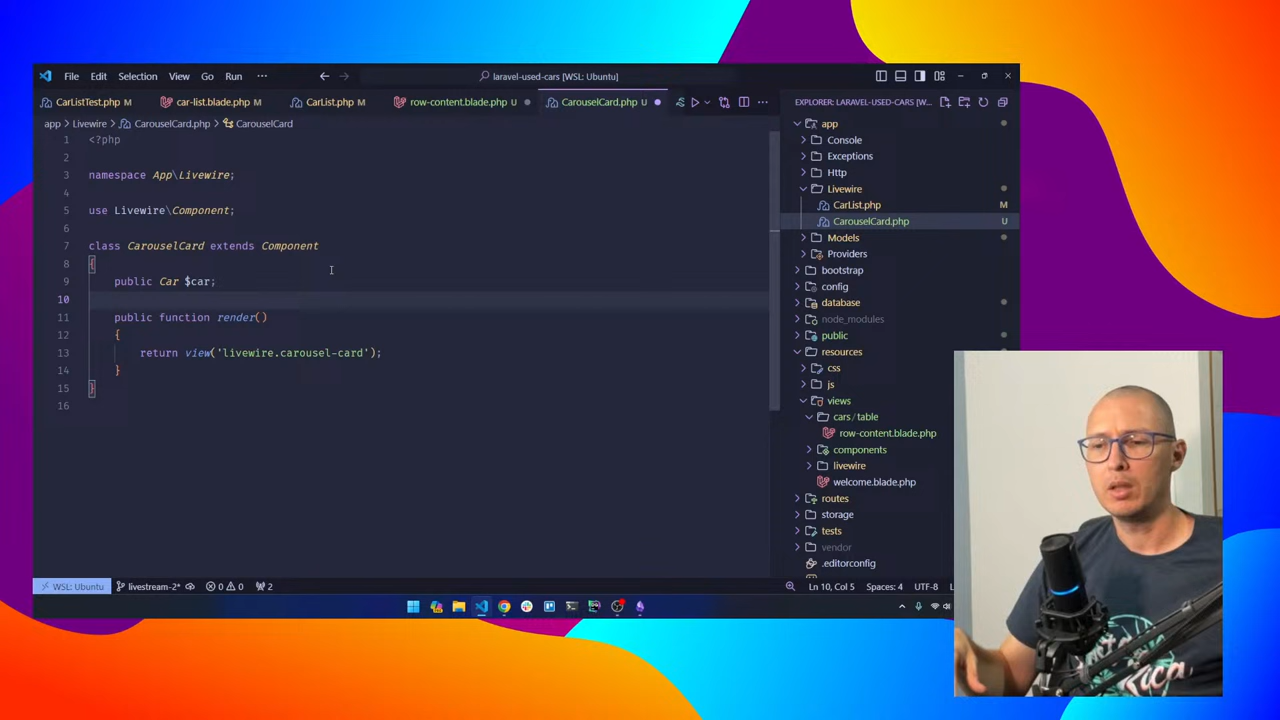 File Edit Selection View Go Run ···
laravel-used-cars [WSL: Ubuntu]
CarListTest.php M car-list.blade.php M CarList.php M row-content.blade.php U CarouselCard.php U
app > Livewire > CarouselCard.php > CarouselCard
1 <?php
2
3 namespace App\Livewire;
4
5 use Livewire\Component;
6
7 class CarouselCard extends Component
8 {
9 public Car $car;
10
11 public function render()
12 {
13 return view('livewire.carousel-card');
14 }
15 }
16
EXPLORER: LARAVEL-USED-CARS [W...
app
Console
Exceptions
Http
Livewire
CarList.php M
CarouselCard.php U
Models
Providers
bootstrap
config
database
node_modules
public
resources
css
js
views
cars/table
row-content.blade.php
components
livewire
welcome.blade.php
routes
storage
tests
vendor
.editorconfig
WSL: Ubuntu livestream-2* 0 0 2 Ln 10, Col 5 Spaces: 4 UTF-8